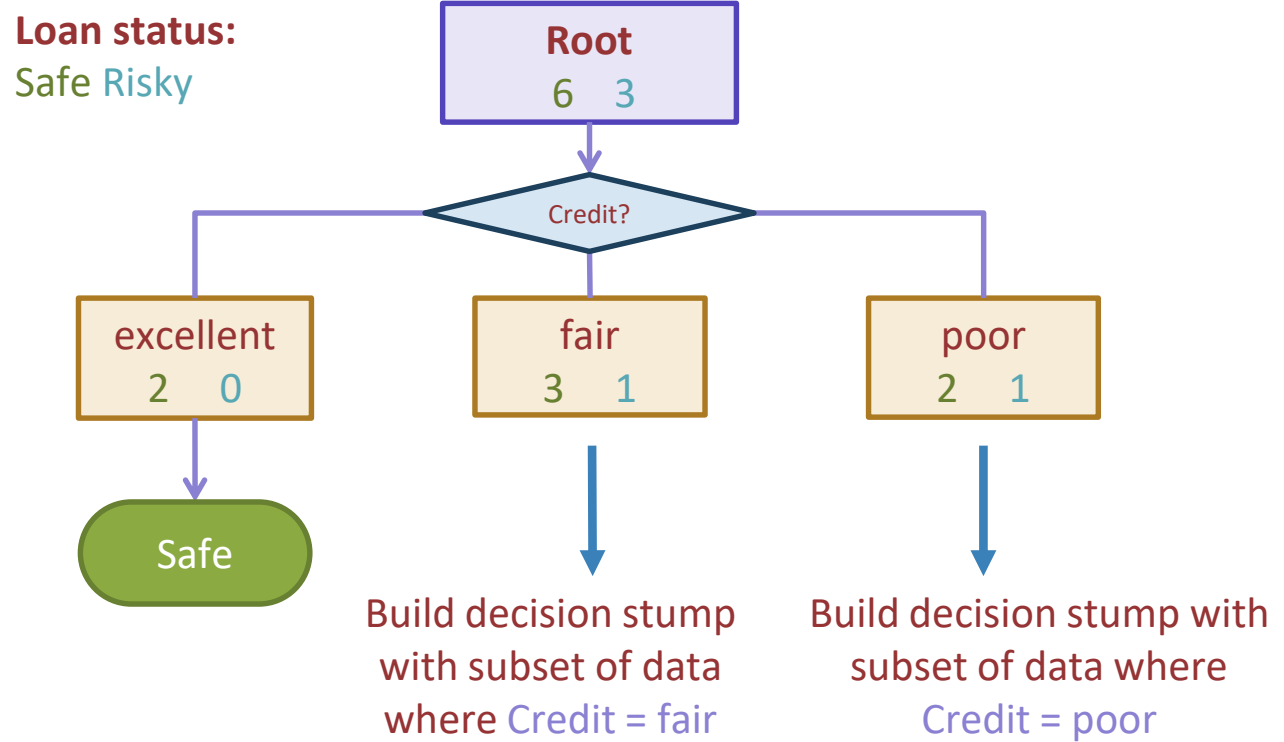 Loan status:
Safe Risky
Root
6 3
Credit?
excellent
2 0
fair
3 1
poor
2 1
Safe
Build decision stump
with subset of data
where Credit = fair
Build decision stump with
subset of data where
Credit = poor